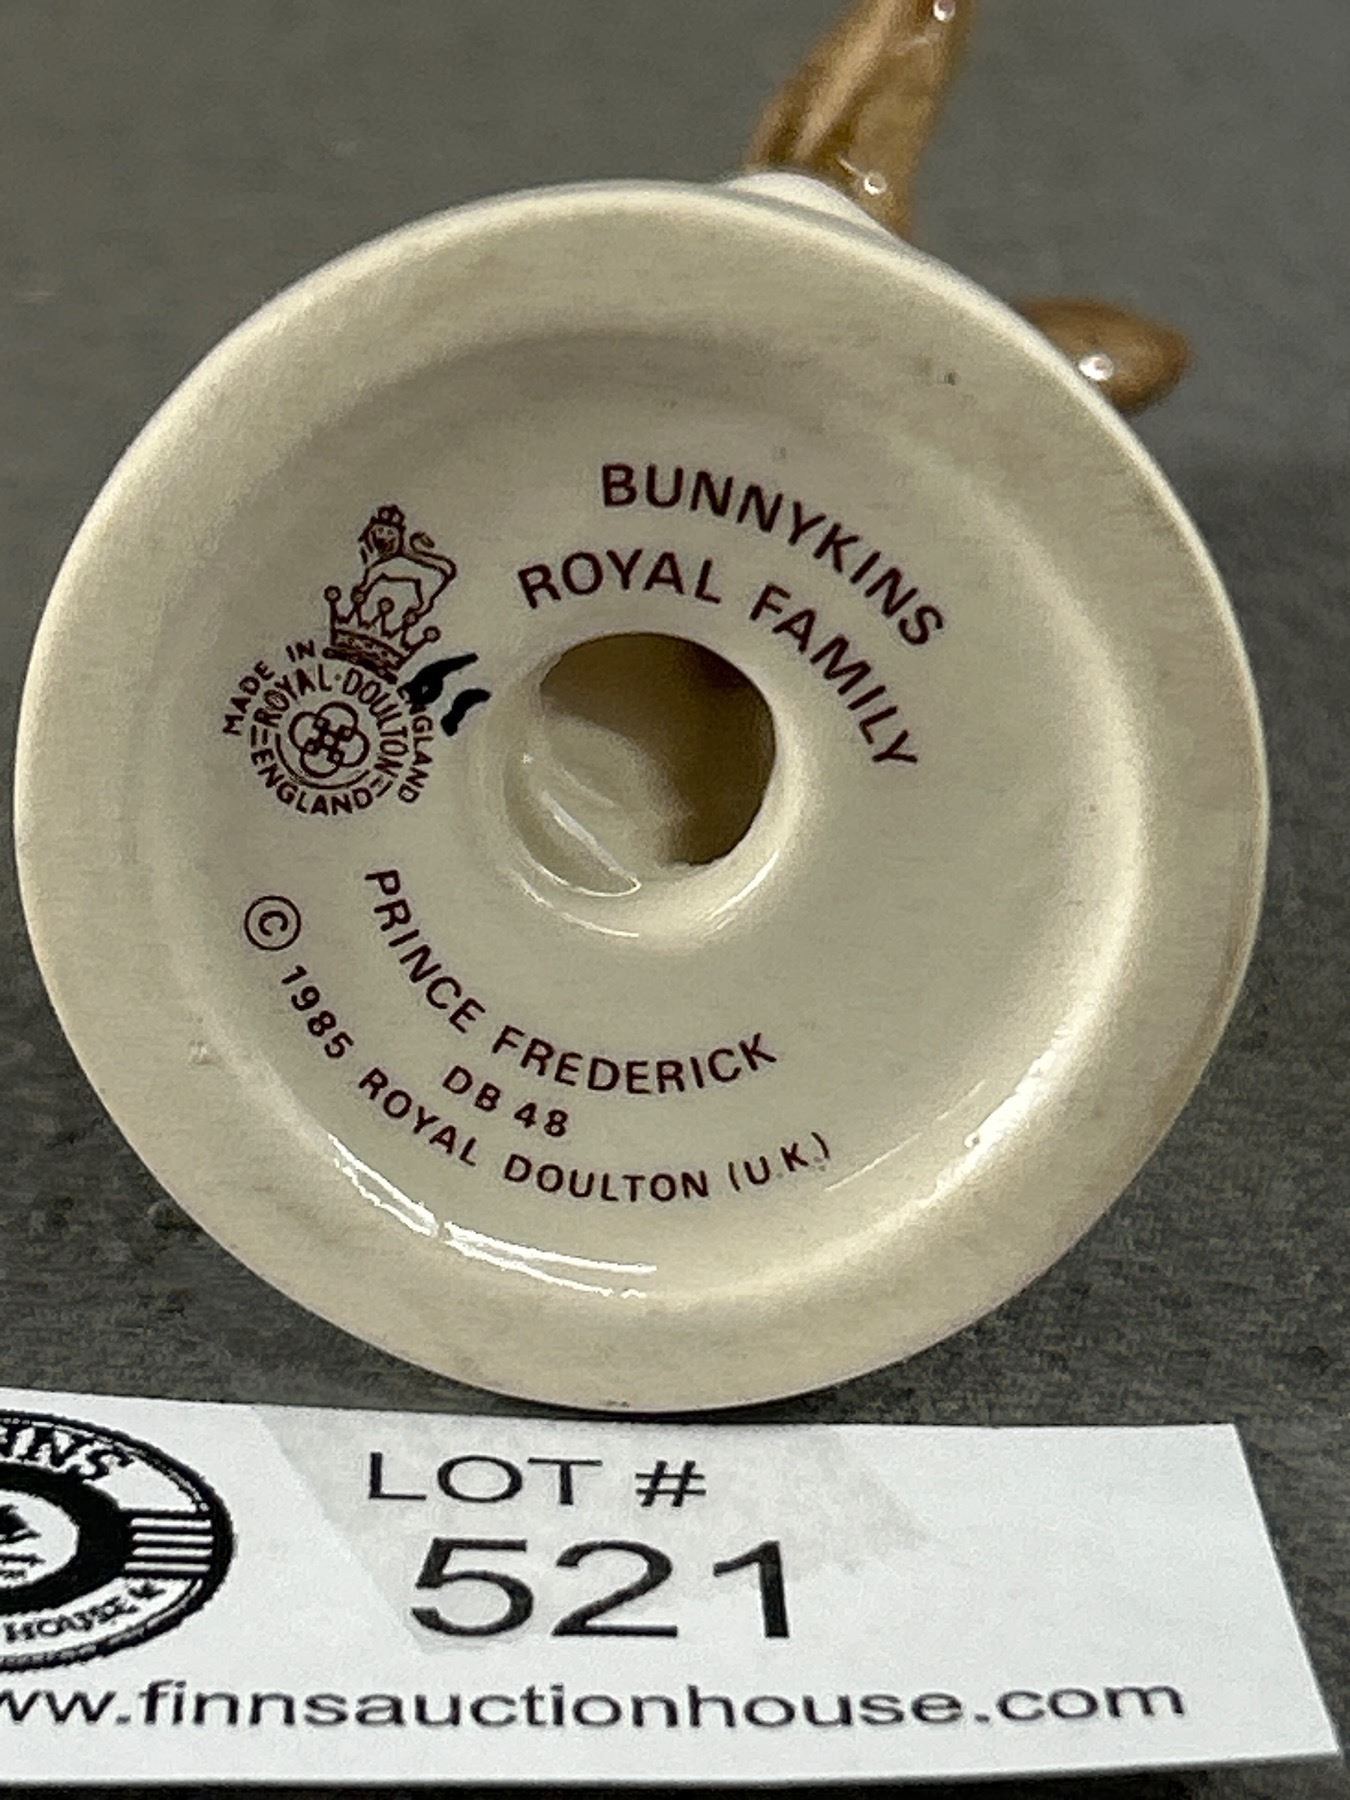 BUNNYKINS
ROYAL FAMILY
MADE IN ENGLAND
ROYAL·DOULTON
ENGLAND
PRINCE FREDERICK
DB 48
© 1985 ROYAL DOULTON (U.K.)
LOT #
521
HOUSE
www.finnsauctionhouse.com